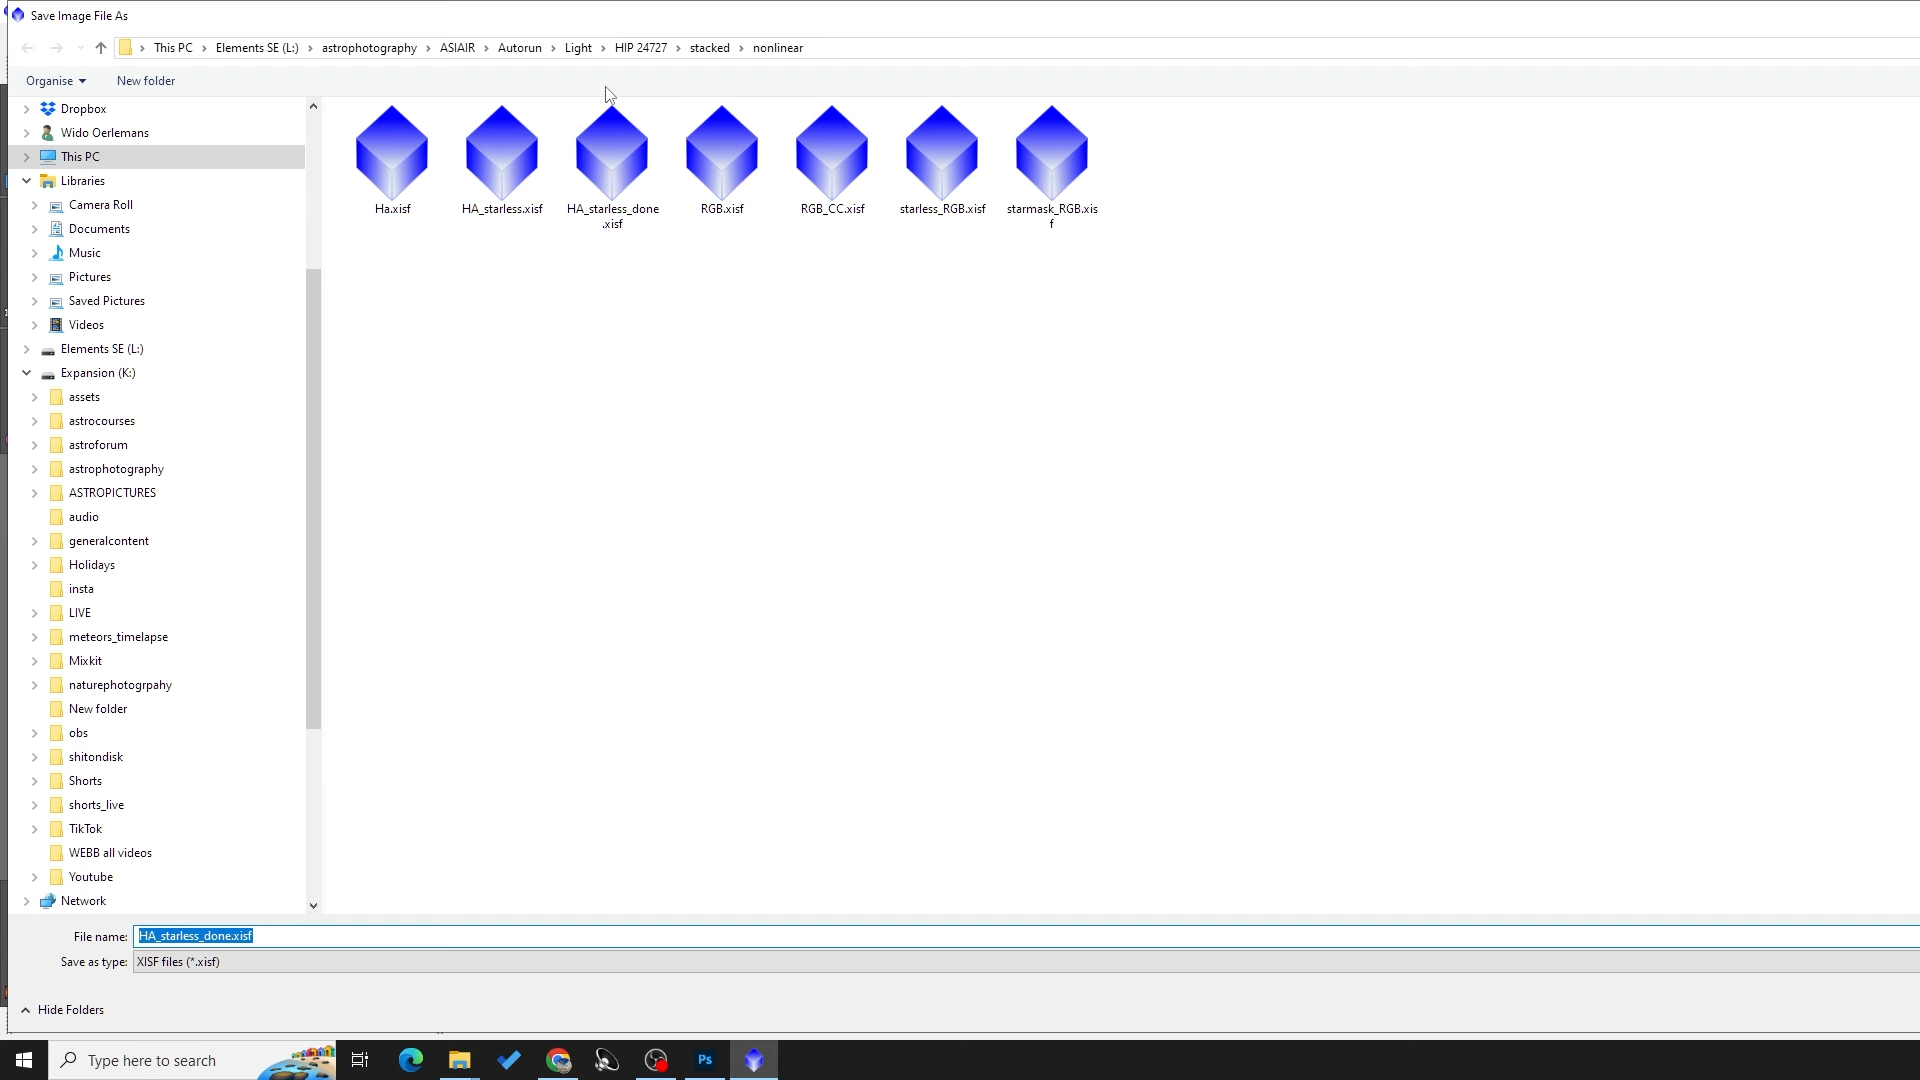 Save Image File As
This PC > Elements SE (L:) > astrophotography > ASIAIR > Autorun > Light > HIP 24727 > stacked > nonlinear
Organise
New folder
Dropbox
Wido Oerlemans
This PC
Libraries
Camera Roll
Documents
Music
Pictures
Saved Pictures
Videos
Elements SE (L:)
Expansion (K:)
assets
astrocourses
astroforum
astrophotography
ASTROPICTURES
audio
generalcontent
Holidays
insta
LIVE
meteors_timelapse
Mixkit
naturephotogrpahy
New folder
obs
shitondisk
Shorts
shorts_live
TikTok
WEBB all videos
Youtube
Network
Ha.xisf
HA_starless.xisf
HA_starless_done
.xisf
RGB.xisf
RGB_CC.xisf
starless_RGB.xisf
starmask_RGB.xis
f
File name: HA_starless_done.xisf
Save as type: XISF files (*.xisf)
Hide Folders
Type here to search
Ps